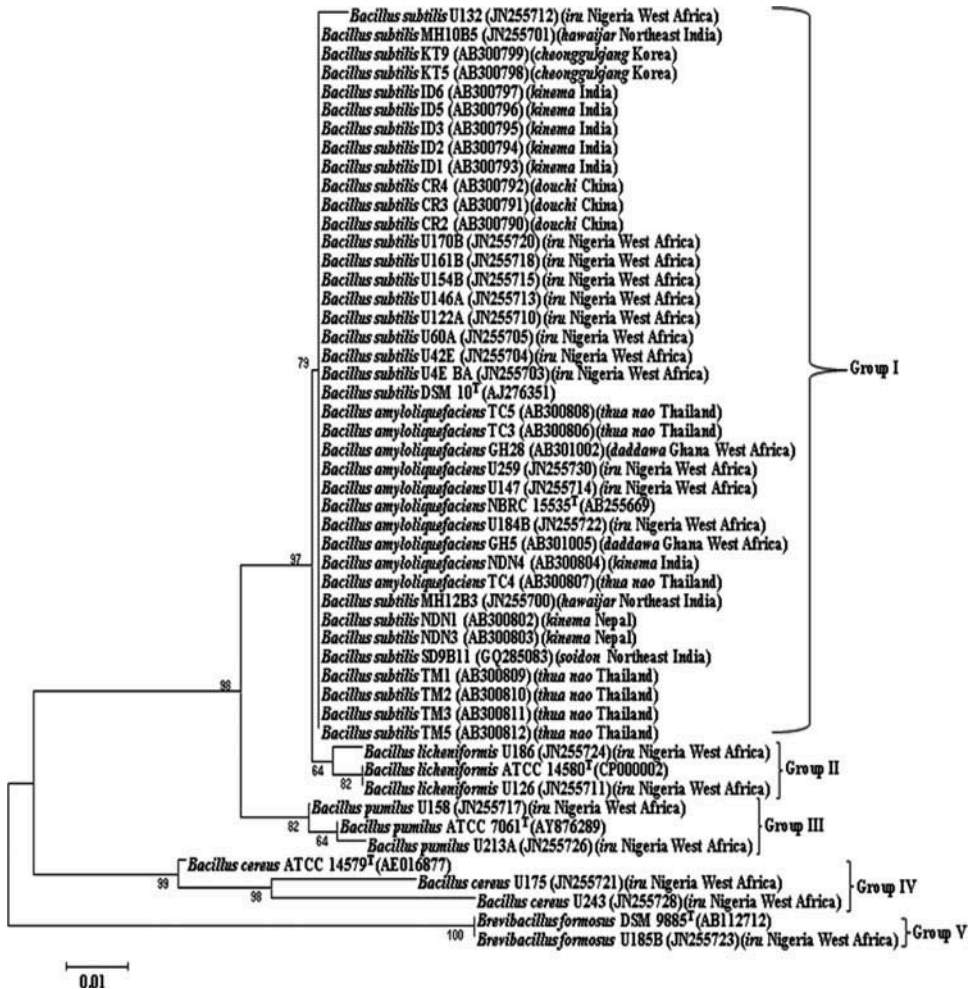 Bacillus subtilis U132 (JN255712)(iru Nigeria West Africa)
Bacillus subtilis MH10B5 (JN255701)(hawaijar Northeast India)
Bacillus subtilis KT9 (AB300799)(cheonggukjang Korea)
Bacillus subtilis KT5 (AB300798)(cheonggukjang Korea)
Bacillus subtilis ID6 (AB300797)(kinema India)
Bacillus subtilis ID5 (AB300796)(kinema India)
Bacillus subtilis ID3 (AB300795)(kinema India)
Bacillus subtilis ID2 (AB300794)(kinema India)
Bacillus subtilis ID1 (AB300793)(kinema India)
Bacillus subtilis CR4 (AB300792)(douchi China)
Bacillus subtilis CR3 (AB300791)(douchi China)
Bacillus subtilis CR2 (AB300790)(douchi China)
Bacillus subtilis U170B (JN255720)(iru Nigeria West Africa)
Bacillus subtilis U161B (JN255718)(iru Nigeria West Africa)
Bacillus subtilis U154B (JN255715)(iru Nigeria West Africa)
Bacillus subtilis U146A (JN255713)(iru Nigeria West Africa)
Bacillus subtilis U122A (JN255710)(iru Nigeria West Africa)
Bacillus subtilis U60A (JN255705)(iru Nigeria West Africa)
Bacillus subtilis U42E (JN255704)(iru Nigeria West Africa)
79
Group I
Bacillus subtilis U4E BA (JN255703)(iru Nigeria West Africa)
Bacillus subtilis DSM 10T (AJ276351)
Bacillus amyloliquefaciens TC5 (AB300808)(thua nao Thailand)
Bacillus amyloliquefaciens TC3 (AB300806)(thua nao Thailand)
Bacillus amyloliquefaciens GH28 (AB301002)(daddawa Ghana West Africa)
Bacillus amyloliquefaciens U259 (JN255730)(iru Nigeria West Africa)
Bacillus amyloliquefaciens U147 (JN255714)(iru Nigeria West Africa)
Bacillus amyloliquefaciens NBRC 15535T (AB255669)
Bacillus amyloliquefaciens U184B (JN255722)(iru Nigeria West Africa)
Bacillus amyloliquefaciens GH5 (AB301005)(daddawa Ghana West Africa)
97
Bacillus amyloliquefaciens NDN4 (AB300804)(kinema India)
Bacillus amyloliquefaciens TC4 (AB300807)(thua nao Thailand)
Bacillus subtilis MH12B3 (JN255700)(hawaijar Northeast India)
Bacillus subtilis NDN1 (AB300802)(kinema Nepal)
Bacillus subtilis NDN3 (AB300803)(kinema Nepal)
Bacillus subtilis SD9B11 (GQ285083)(soidon Northeast India)
Bacillus subtilis TM1 (AB300809)(thua nao Thailand)
98
Bacillus subtilis TM2 (AB300810)(thua nao Thailand)
Bacillus subtilis TM3 (AB300811)(thua nao Thailand)
Bacillus subtilis TM5 (AB300812)(thua nao Thailand)
Bacillus licheniformis U186 (JN255724)(iru Nigeria West Africa)
64
Bacillus licheniformis ATCC 14580T (CP000002)
Group II
82
Bacillus licheniformis U126 (JN255711)(iru Nigeria West Africa)
Bacillus pumilus U158 (JN255717)(iru Nigeria West Africa)
82
Bacillus pumilus ATCC 7061T (AY876289)
Group III
64
Bacillus pumilus U213A (JN255726)(iru Nigeria West Africa)
Bacillus cereus ATCC 14579T (AE016877)
99
Bacillus cereus U175 (JN255721)(iru Nigeria West Africa)
Group IV
98
Bacillus cereus U243 (JN255728)(iru Nigeria West Africa)
Brevibacillus formosus DSM 9885T (AB112712)
Group V
100
Brevibacillus formosus U185B (JN255723)(iru Nigeria West Africa)
0.01